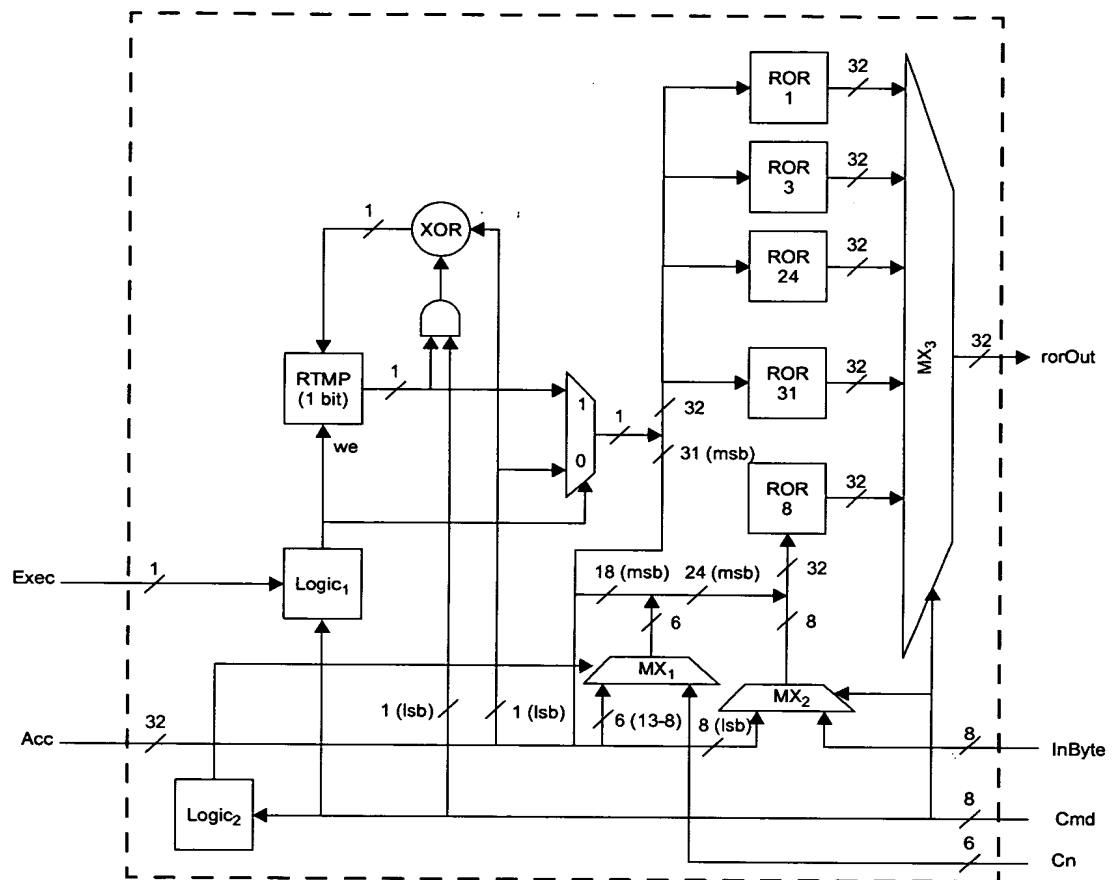 32
ROR
1
32
ROR
3
1
XOR
32
ROR
24
32
rorOut
MX3
RTMP
(1 bit)
1
1
32
ROR
31
we
1
32
0
31 (msb)
32
ROR
8
Exec
1
Logic1
18 (msb)
24 (msb)
32
6
8
MX1
MX2
1 (lsb)
1 (lsb)
6 (13-8)
8 (lsb)
Acc
32
8
InByte
Logic2
8
Cmd
6
Cn